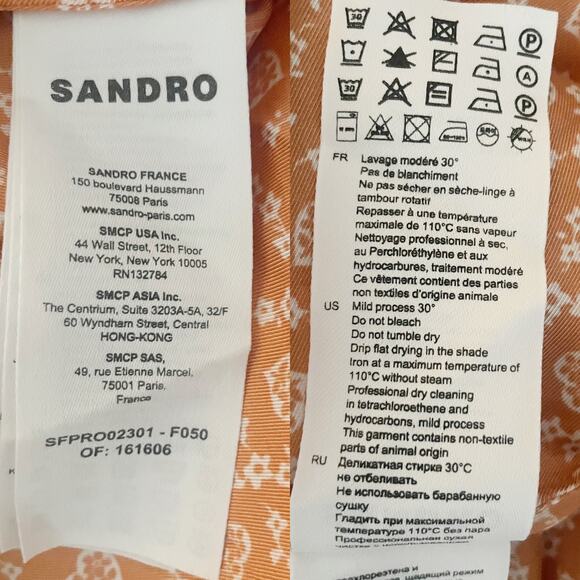 SANDRO
SANDRO FRANCE
150 boulevard Haussmann
75008 Paris
www.sandro-paris.com
SMCP USA Inc.
44 Wall Street, 12th Floor
New York, New York 10005
RN132784
SMCP ASIA Inc.
The Centrium, Suite 3203A-5A, 32/F
60 Wyndham Street, Central
HONG-KONG
SMCP SAS,
49, rue Etienne Marcel,
75001 Paris,
France
SFPRO02301 - F050
OF: 161606
K
30 P
A
30 P
FR Lavage modéré 30°
Pas de blanchiment
Ne pas sécher en sèche-linge à
tambour rotatif
Repasser à une température
maximale de 110°C sans vapeur
Nettoyage professionnel à sec,
au Perchloréthylène et aux
hydrocarbures, traitement modéré
Ce vêtement contient des parties
non textiles d'origine animale
US Mild process 30°
Do not bleach
Do not tumble dry
Drip flat drying in the shade
Iron at a maximum of temperature
110°C without steam
Professional dry cleaning
in tetrachloroethene and
hydrocarbons, mild process
This garment contains non-textile
parts of animal origin
RU Деликатная стирка 30°C
не отбеливать
Не использовать барабанную
сушку
Гладить при максимальной
температуре 110°C без пара
Профессиональная сухая
щадящий режим